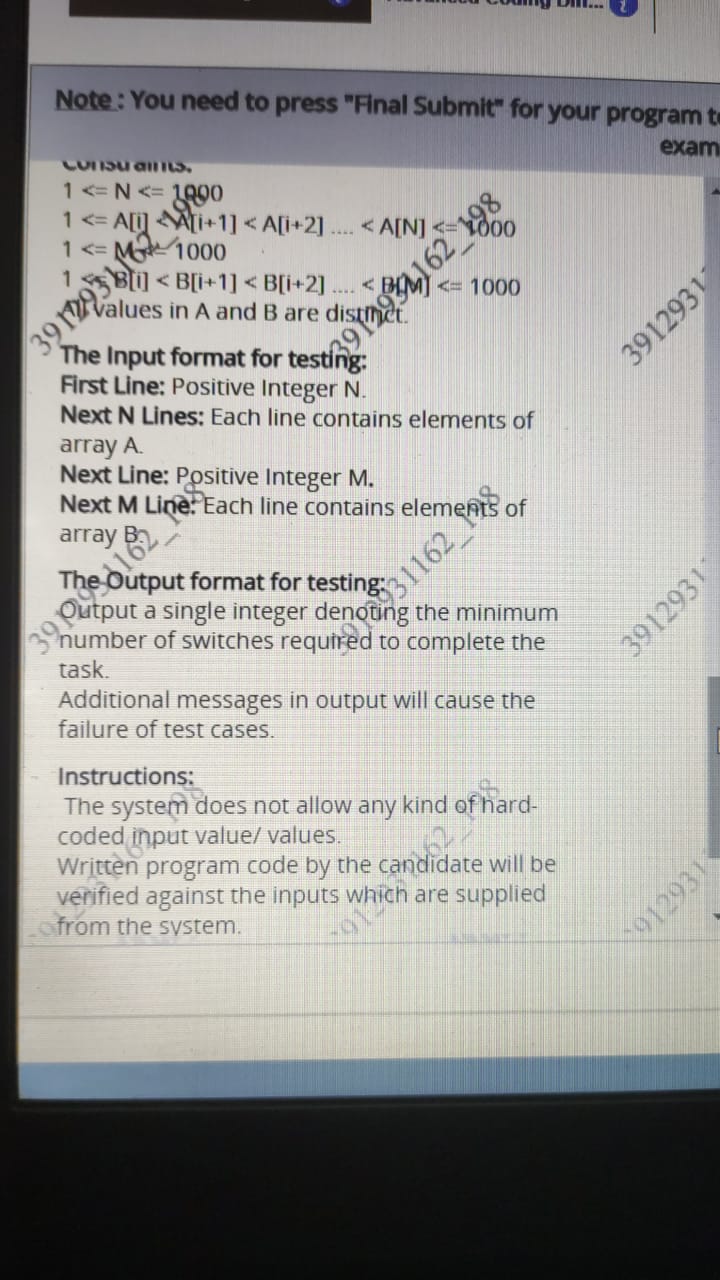 Note : You need to press "Final Submit" for your program
exam
Constraints.
1 <= N <= 1000
1 <= A[i] < A[i+1] < A[i+2] .... < A[N] <= 1000
1 <= M <= 1000
1 <= B[i] < B[i+1] < B[i+2] .... < B[M] <= 1000
All values in A and B are distinct.
The Input format for testing:
First Line: Positive Integer N.
Next N Lines: Each line contains elements of
array A.
Next Line: Positive Integer M.
Next M Line: Each line contains elements of
array B.
The Output format for testing:
Output a single integer denoting the minimum
number of switches required to complete the
task.
Additional messages in output will cause the
failure of test cases.
Instructions:
The system does not allow any kind of hard-
coded input value/ values.
Written program code by the candidate will be
verified against the inputs which are supplied
from the system.